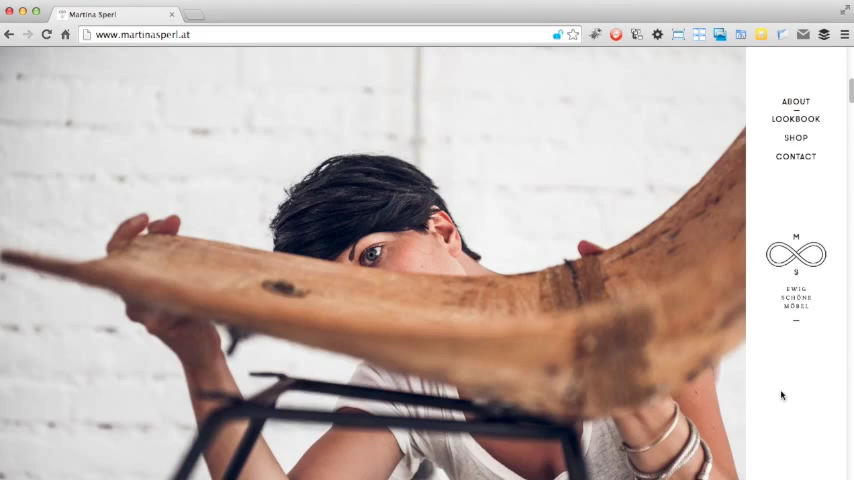 Martina Sperl
www.martinasperl.at
ABOUT
LOOKBOOK
SHOP
CONTACT
M
S
EWIG
SCHÖNE
MÖBEL